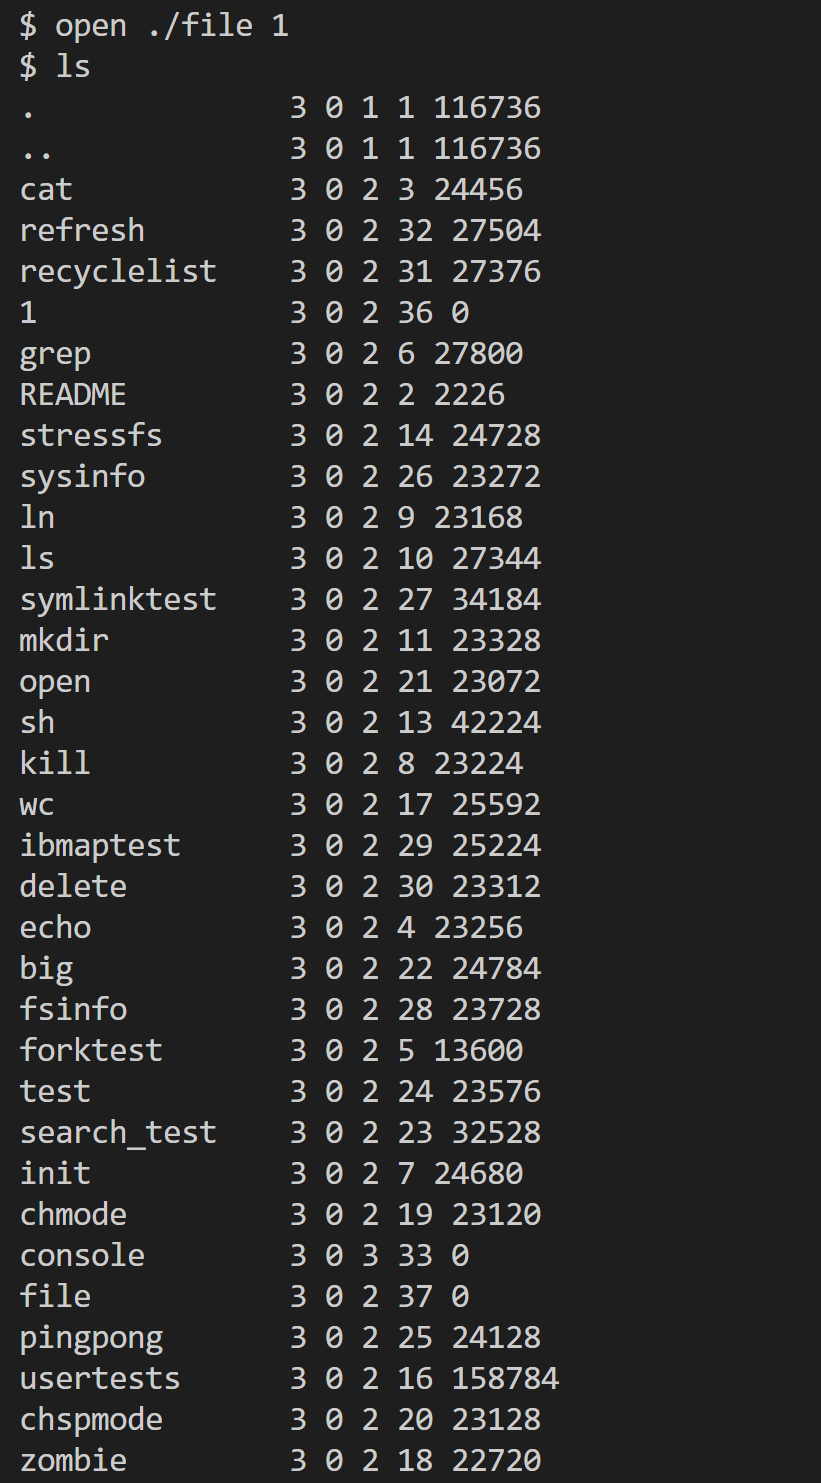 $ open ./file 1
$ ls
. 3 0 1 1 116736
.. 3 0 1 1 116736
cat 3 0 2 3 24456
refresh 3 0 2 32 27504
recyclelist 3 0 2 31 27376
1 3 0 2 36 0
grep 3 0 2 6 27800
README 3 0 2 2 2226
stressfs 3 0 2 14 24728
sysinfo 3 0 2 26 23272
ln 3 0 2 9 23168
ls 3 0 2 10 27344
symlinktest 3 0 2 27 34184
mkdir 3 0 2 11 23328
open 3 0 2 21 23072
sh 3 0 2 13 42224
kill 3 0 2 8 23224
wc 3 0 2 17 25592
ibmaptest 3 0 2 29 25224
delete 3 0 2 30 23312
echo 3 0 2 4 23256
big 3 0 2 22 24784
fsinfo 3 0 2 28 23728
forktest 3 0 2 5 13600
test 3 0 2 24 23576
search_test 3 0 2 23 32528
init 3 0 2 7 24680
chmode 3 0 2 19 23120
console 3 0 3 33 0
file 3 0 2 37 0
pingpong 3 0 2 25 24128
usertests 3 0 2 16 158784
chspmode 3 0 2 20 23128
zombie 3 0 2 18 22720